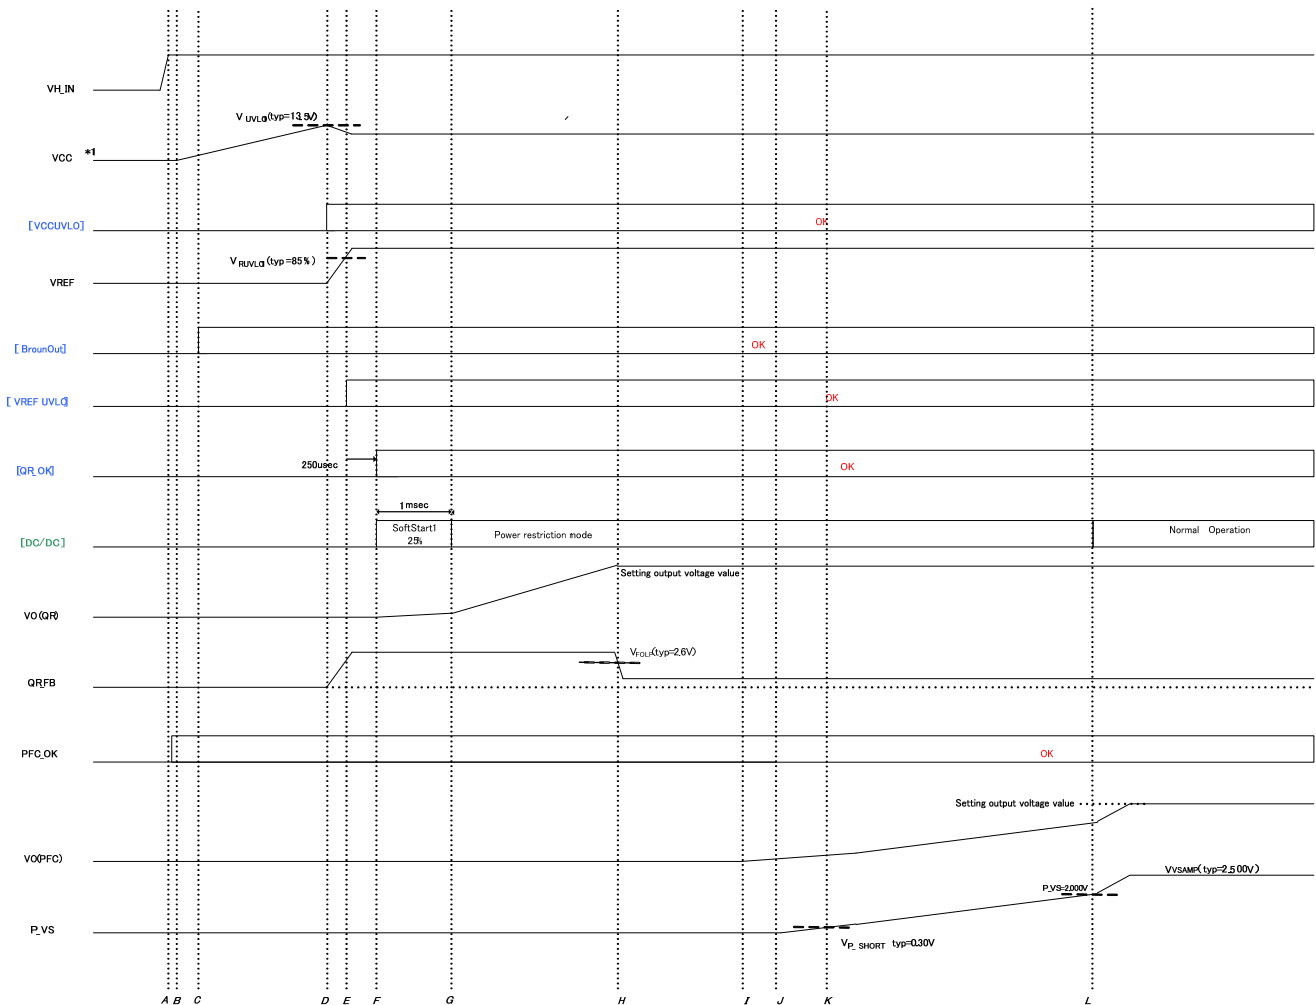 VH_IN
V UVLO1(typ=13.5V)
VCC *1
[VCCUVLO]
OK
V RUVLO1(typ=85%)
VREF
[BrounOut]
OK
[VREF UVLO]
OK
[QR_OK]
250usec
OK
1msec
[DC/DC]
SoftStart1
25%
Power restriction mode
Normal Operation
Setting output voltage value
VO(QR)
VFOLP(typ=2.6V)
QR_FB
PFC_OK
OK
Setting output voltage value
VO(PFC)
VVSAMP(typ=2.500V)
P_VS=2.000V
P_VS
VP_SHORT typ=0.30V
A B C D E F G H I J K L